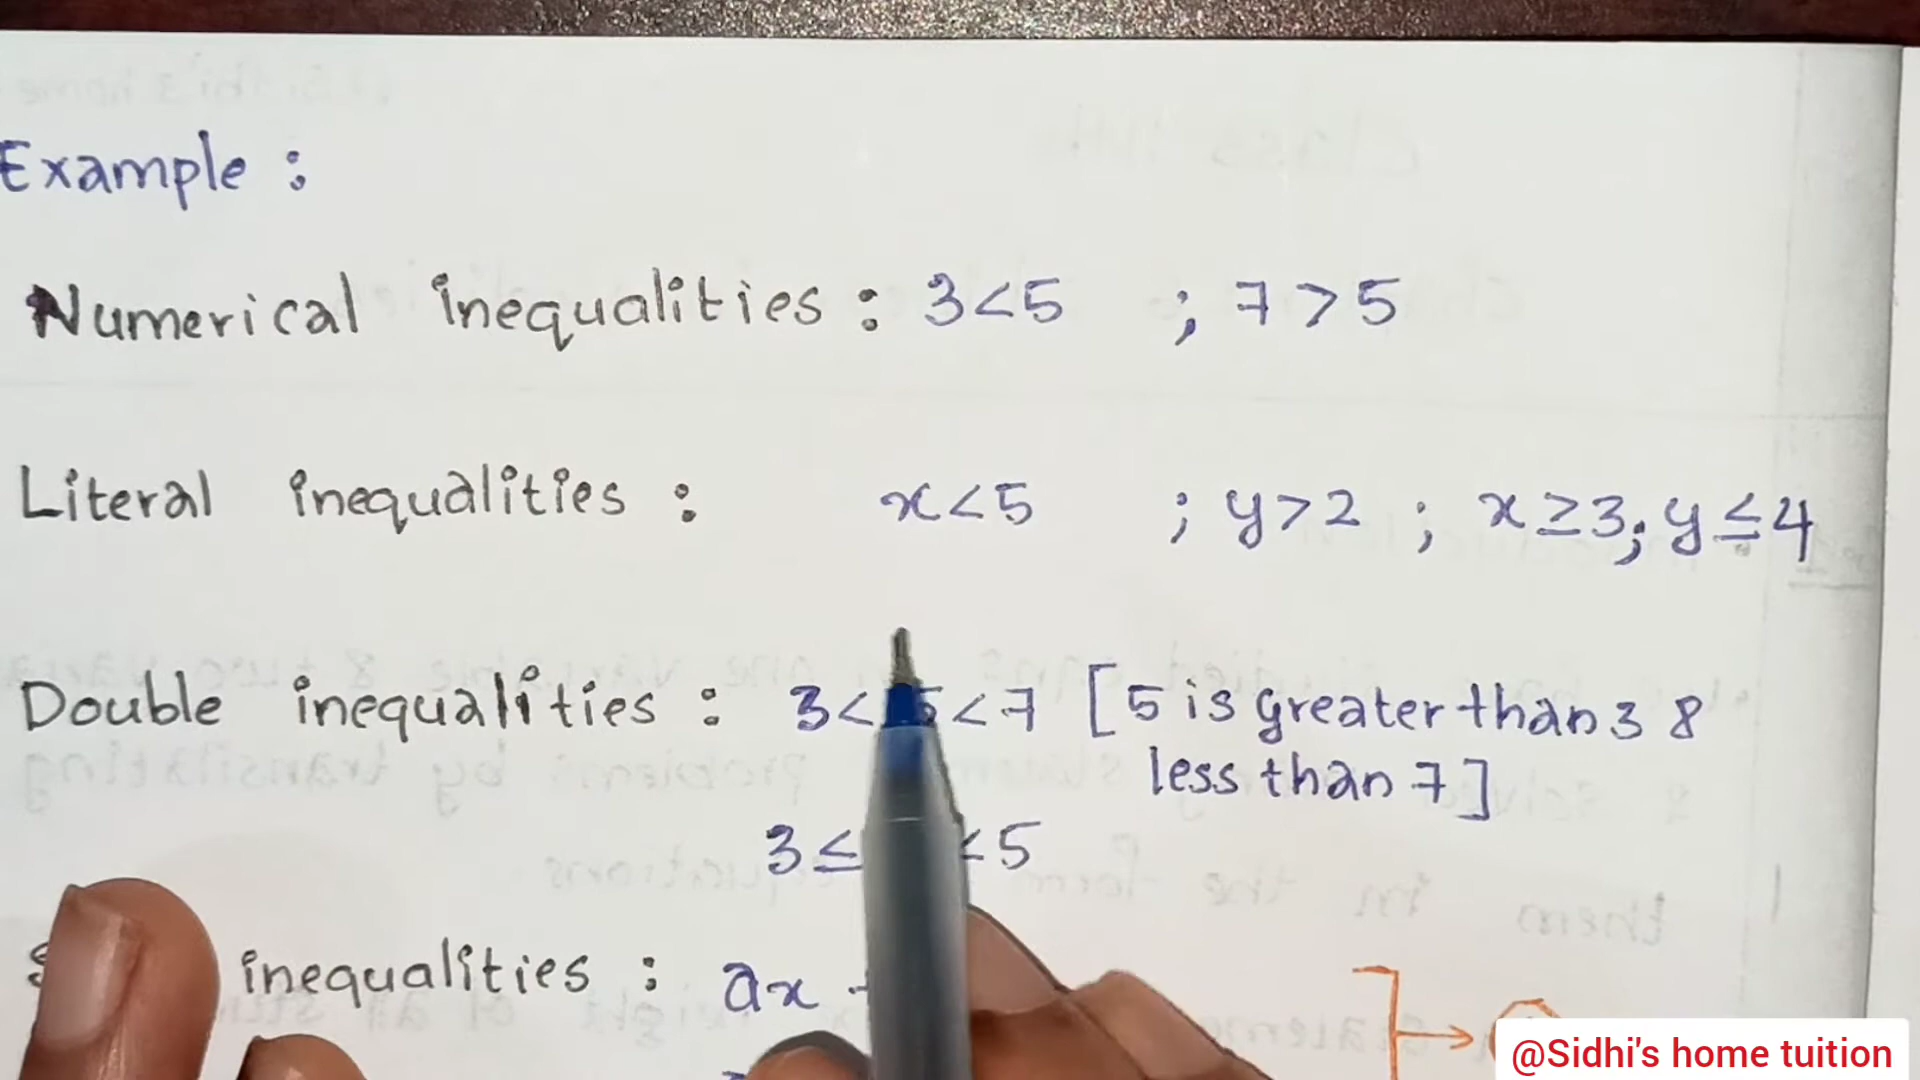 Example :
Numerical inequalities : 3<5 ; 7>5
Literal inequalities : x<5 ; y>2 ; x≥3; y≤4
Double inequalities : 3<5<7 [5 is greater than 3 &
less than 7]
3≤ <5
inequalities : ax
@Sidhi's home tuition